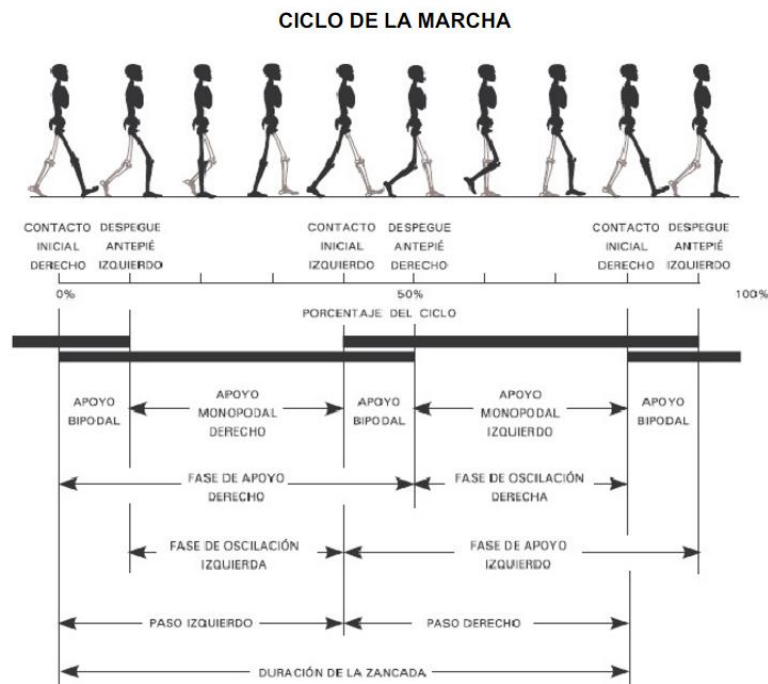 CICLO DE LA MARCHA
CONTACTO
INICIAL
DERECHO
DESPEGUE
ANTEPIÉ
IZQUIERDO
CONTACTO
INICIAL
IZQUIERDO
DESPEGUE
ANTEPIÉ
DERECHO
CONTACTO
INICIAL
DERECHO
DESPEGUE
ANTEPIÉ
IZQUIERDO
0%
50%
100%
PORCENTAJE DEL CICLO
APOYO
BIPODAL
APOYO
MONOPODAL
DERECHO
APOYO
BIPODAL
APOYO
MONOPODAL
IZQUIERDO
APOYO
BIPODAL
FASE DE APOYO
DERECHO
FASE DE OSCILACIÓN
DERECHA
FASE DE OSCILACIÓN
IZQUIERDA
FASE DE APOYO
IZQUIERDO
PASO IZQUIERDO
PASO DERECHO
DURACIÓN DE LA ZANCADA